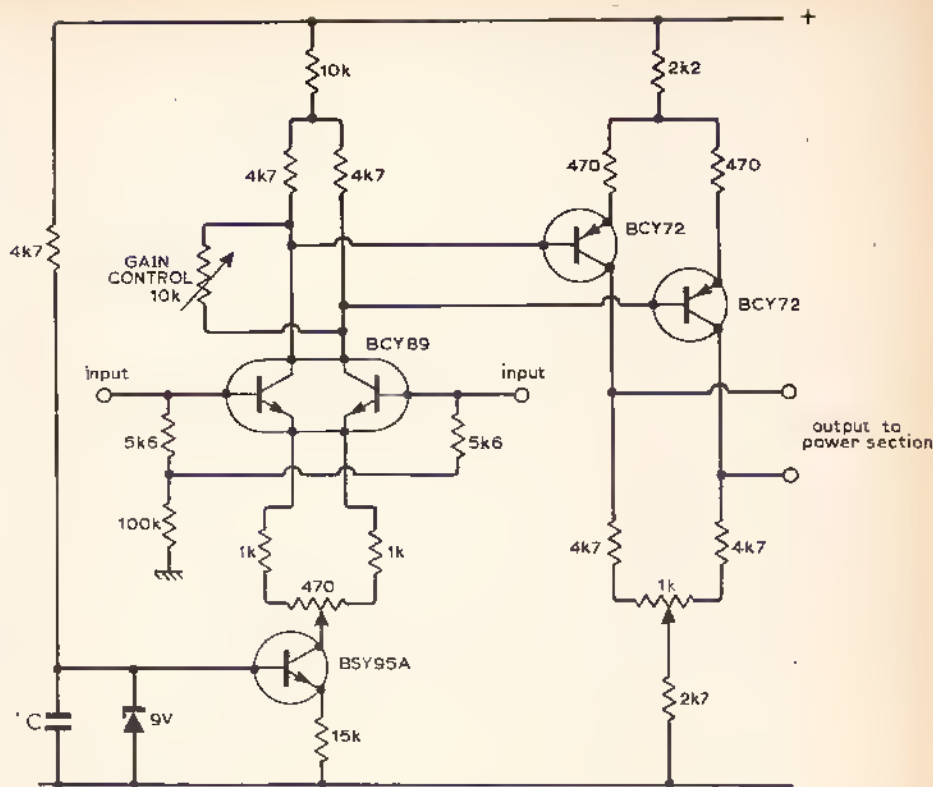 +
10k
2k2
4k7
4k7
470
470
BCY72
4k7
GAIN
CONTROL
10k
BCY72
BCY89
input
input
output to
power section
5k6
5k6
100k
1k
1k
470
4k7
4k7
1k
BSY95A
C
9V
15k
2k7